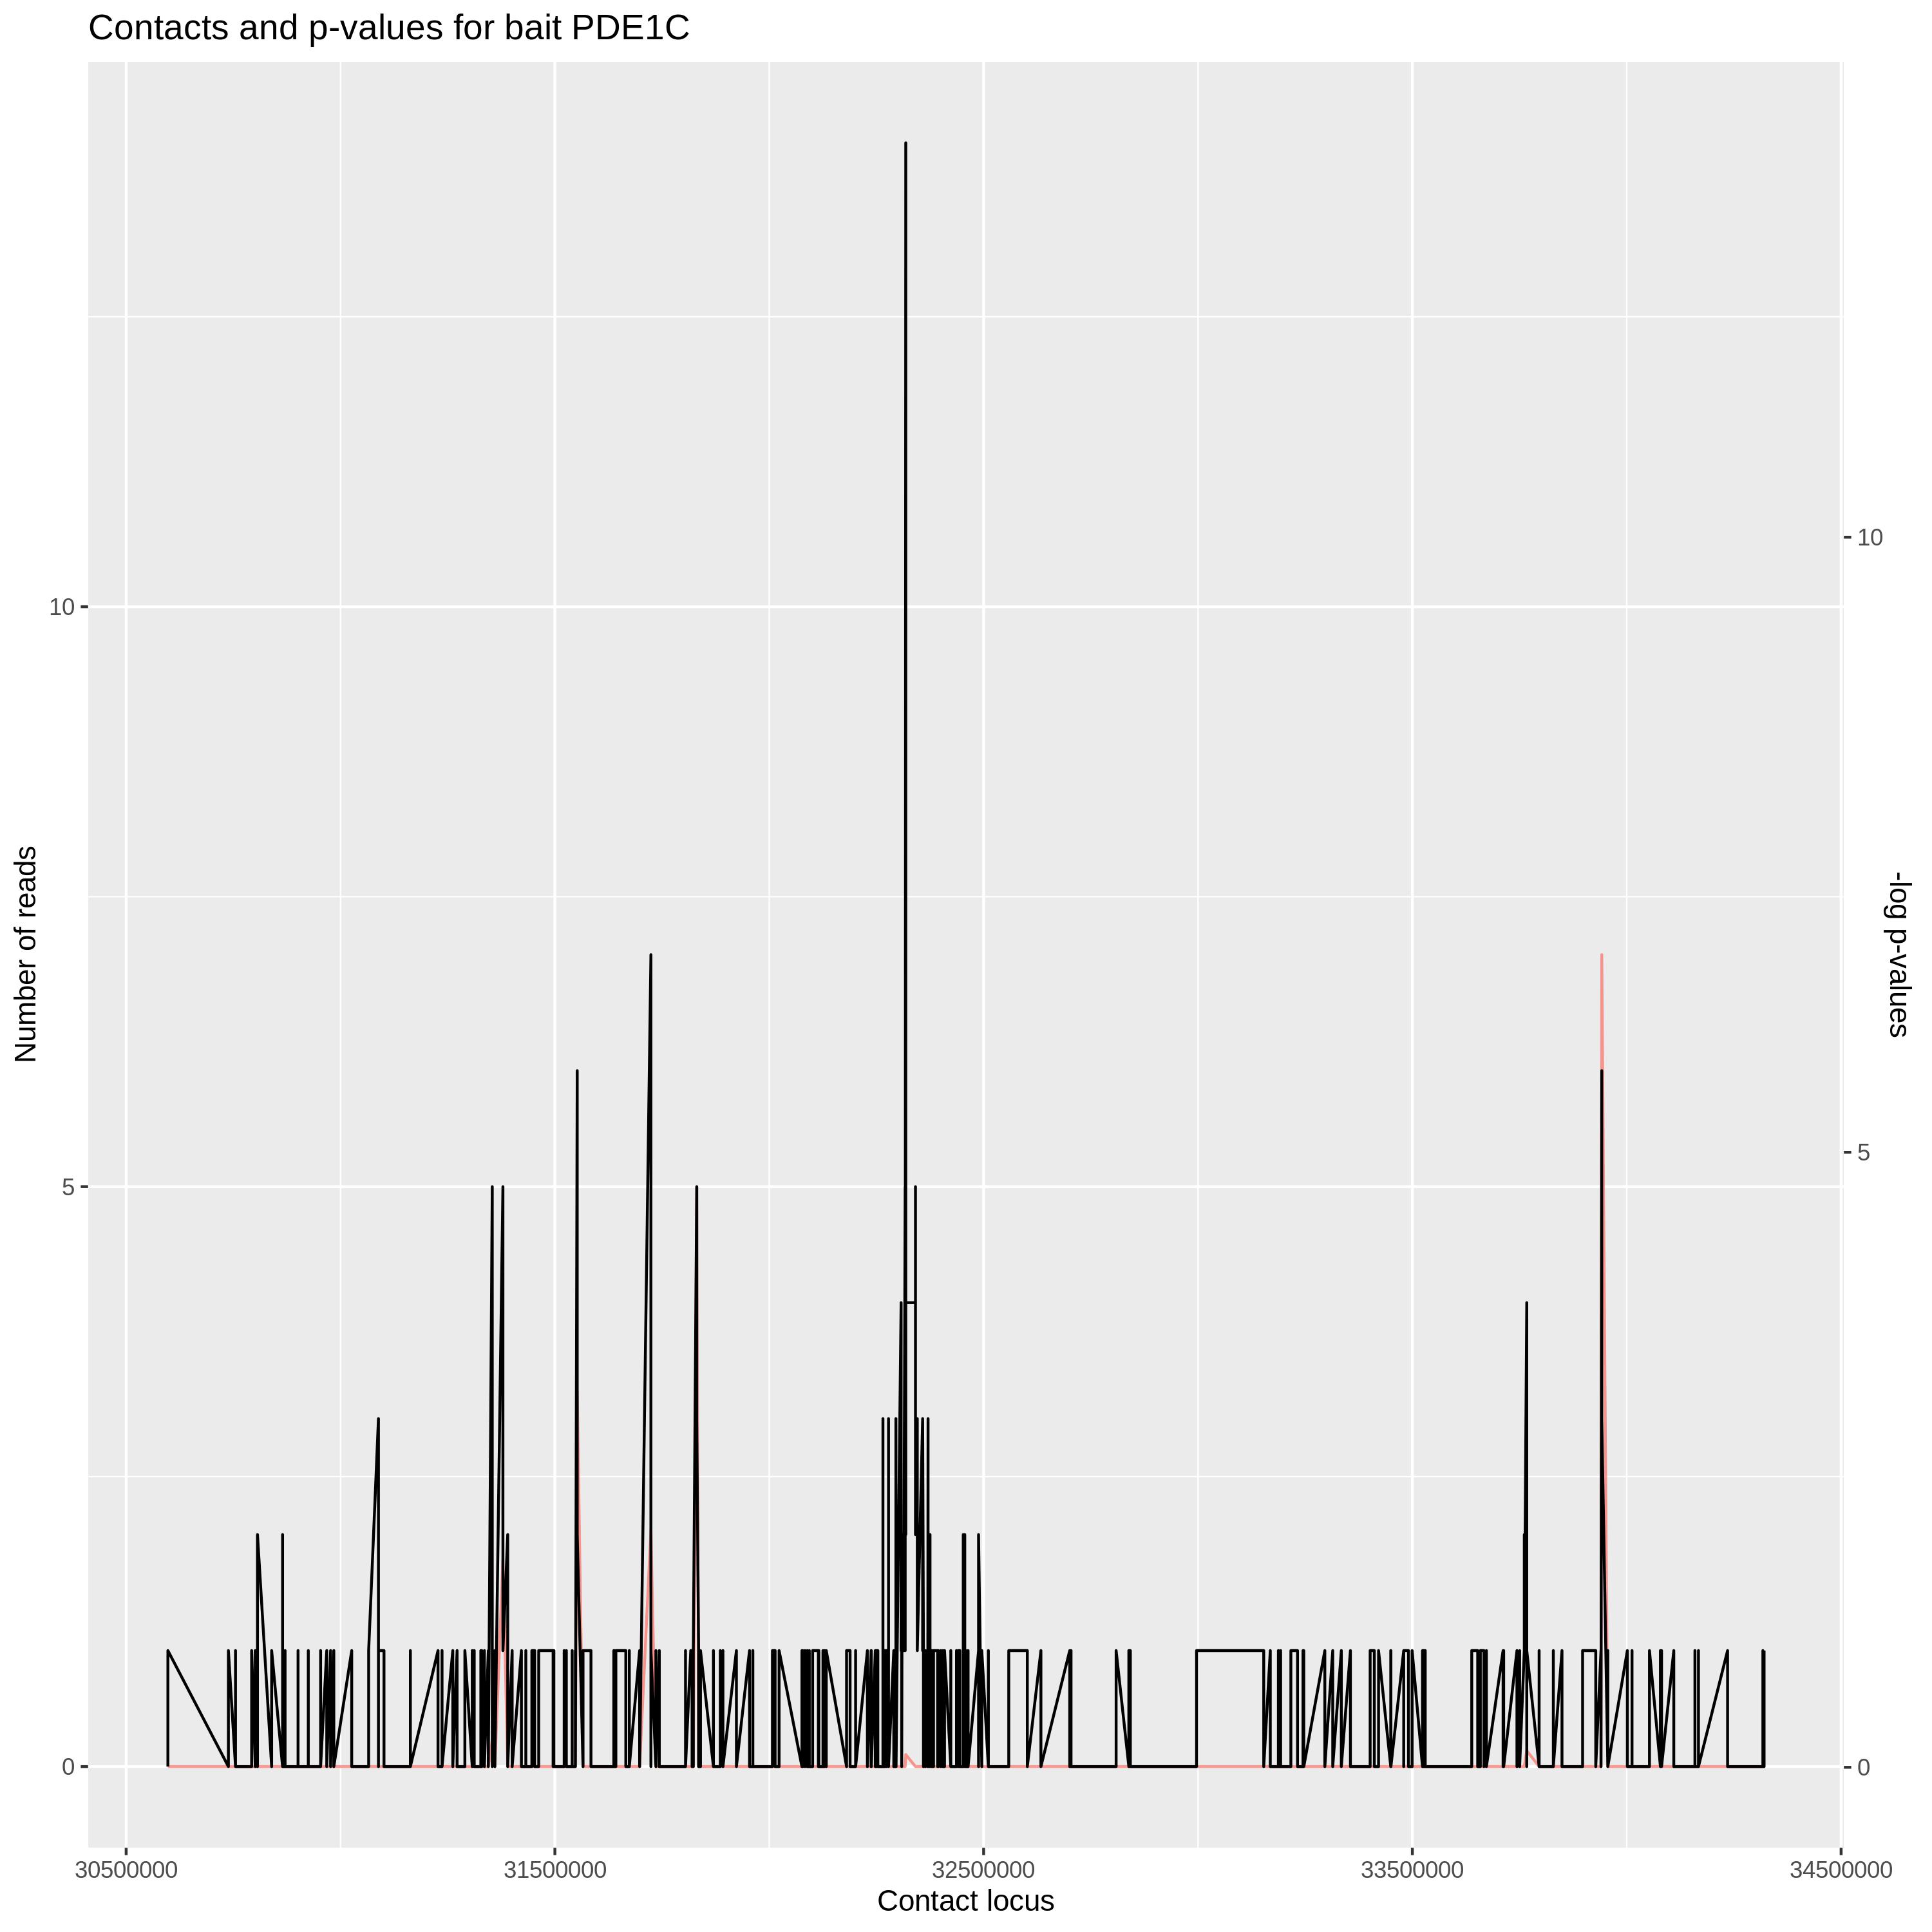 Contacts and p-values for bait PDE1C
Number of reads
10
5
0
-log p-values
10
5
0
30500000 31500000 32500000 33500000 34500000
Contact locus